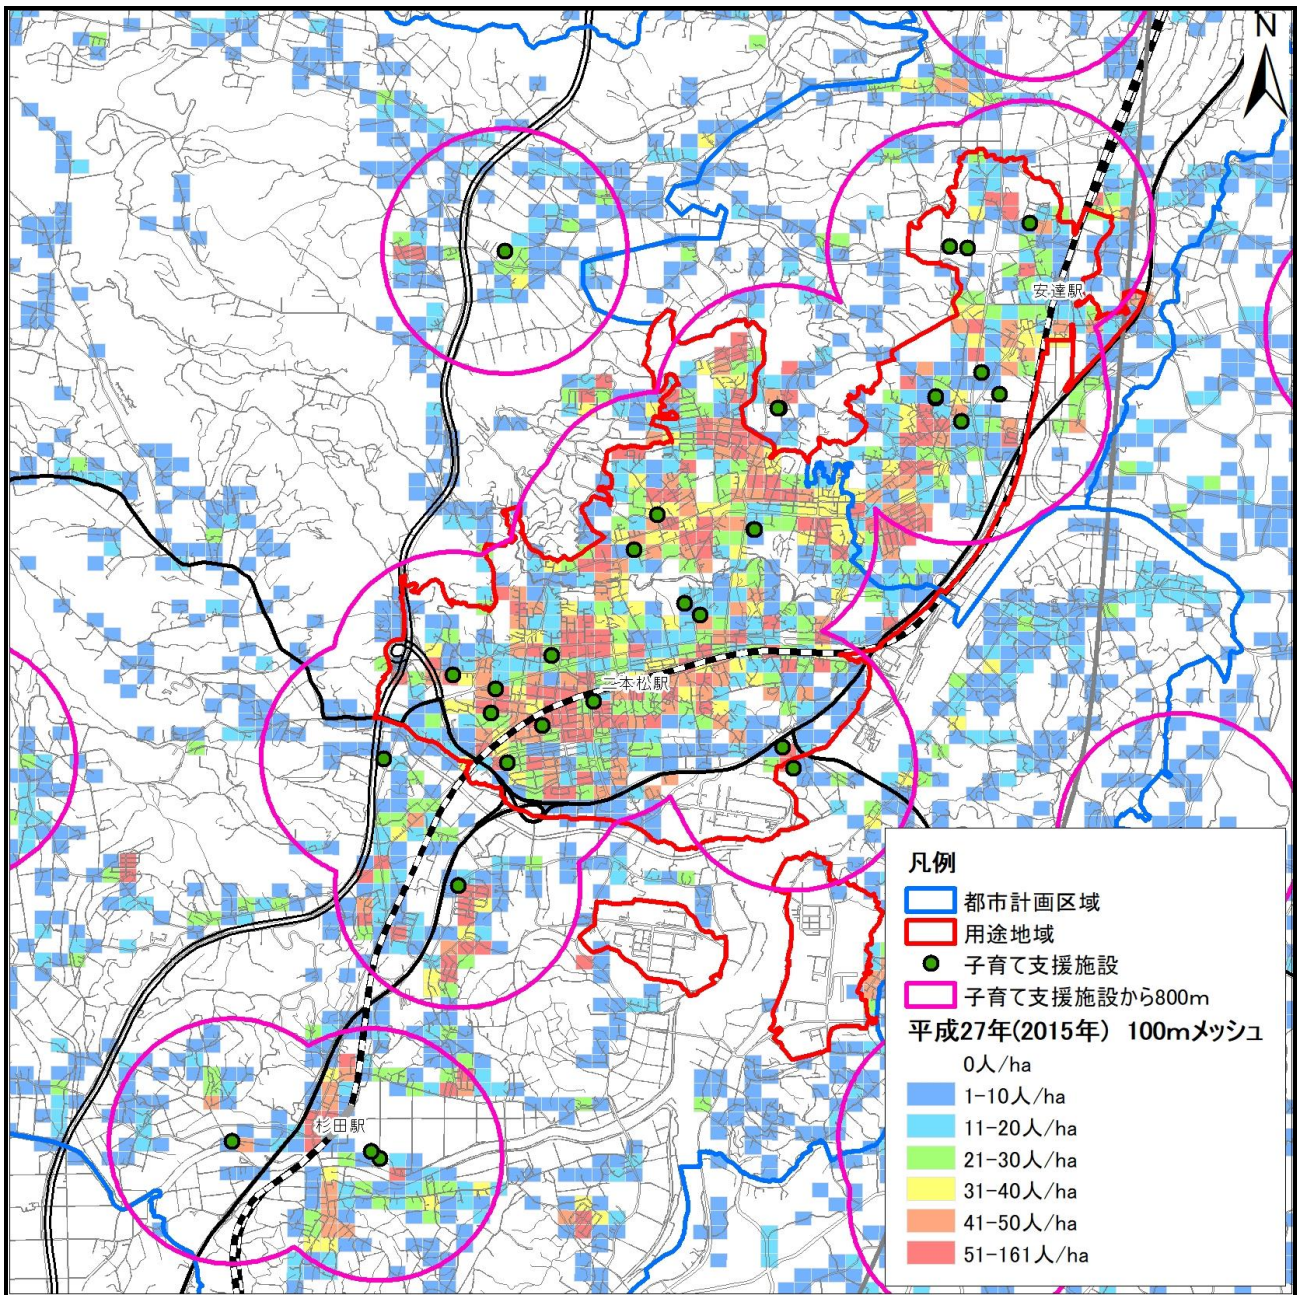 N
安達駅
二本松駅
杉田駅
凡例
都市計画区域
用途地域
子育て支援施設
子育て支援施設から800m
平成27年(2015年) 100mメッシュ
0人/ha
1-10人/ha
11-20人/ha
21-30人/ha
31-40人/ha
41-50人/ha
51-161人/ha